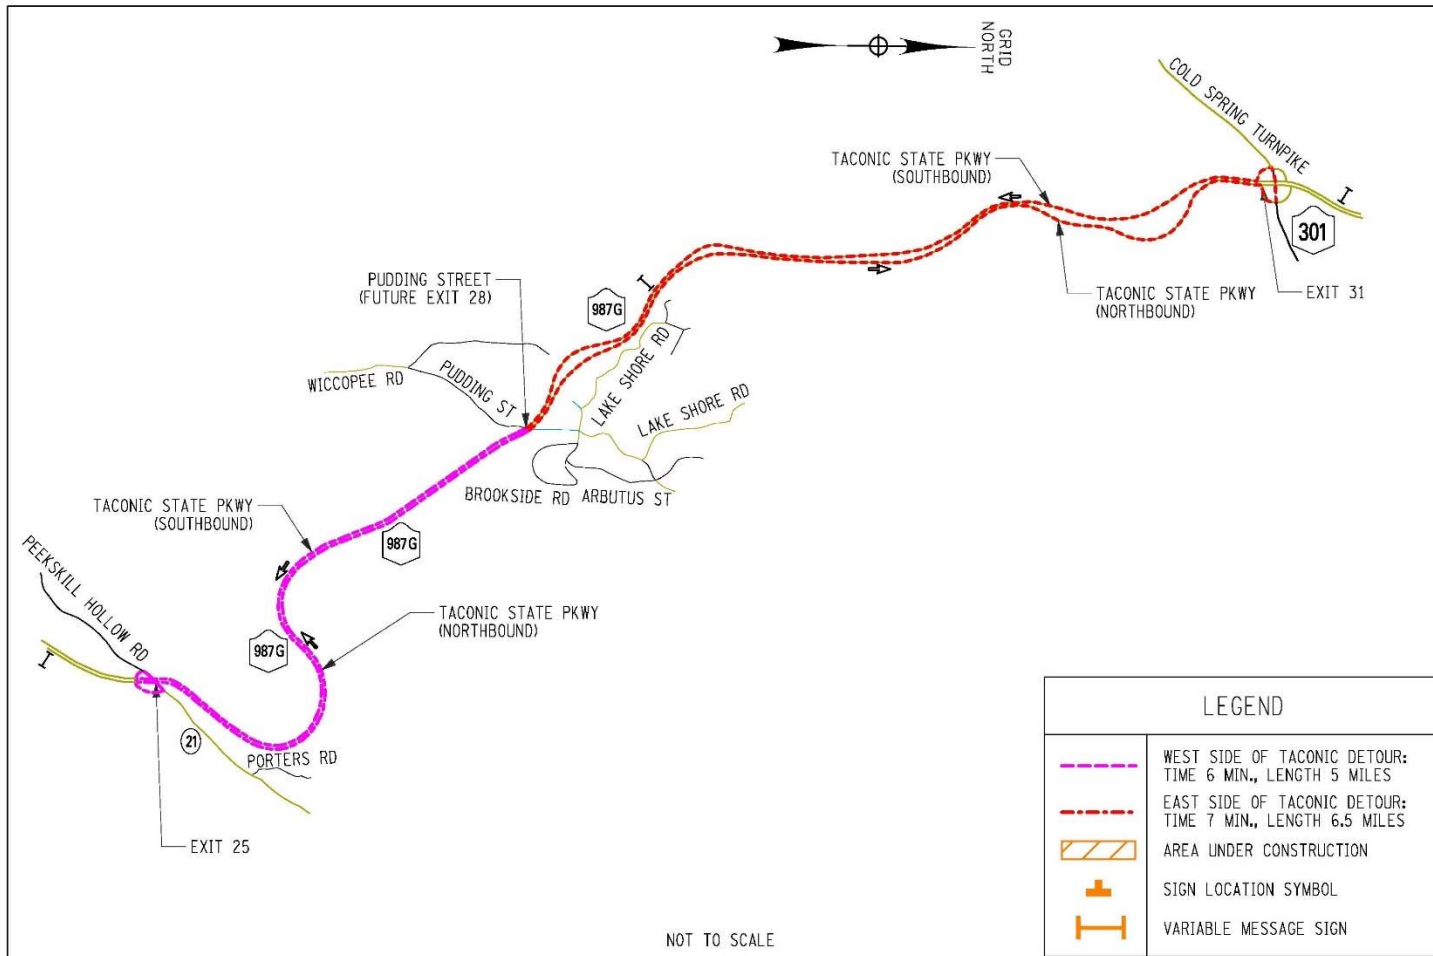 GRID
NORTH
COLD SPRING TURNPIKE
TACONIC STATE PKWY
(SOUTHBOUND)
301
PUDDING STREET
(FUTURE EXIT 28)
TACONIC STATE PKWY
(NORTHBOUND)
EXIT 31
987G
LAKE SHORE RD
WICCOPEE RD
PUDDING ST
LAKE SHORE RD
BROOKSIDE RD
ARBUTUS ST
TACONIC STATE PKWY
(SOUTHBOUND)
987G
PEEKSKILL HOLLOW RD
TACONIC STATE PKWY
(NORTHBOUND)
987G
21
PORTERS RD
EXIT 25
LEGEND
WEST SIDE OF TACONIC DETOUR:
TIME 6 MIN., LENGTH 5 MILES
EAST SIDE OF TACONIC DETOUR:
TIME 7 MIN., LENGTH 6.5 MILES
AREA UNDER CONSTRUCTION
SIGN LOCATION SYMBOL
VARIABLE MESSAGE SIGN
NOT TO SCALE